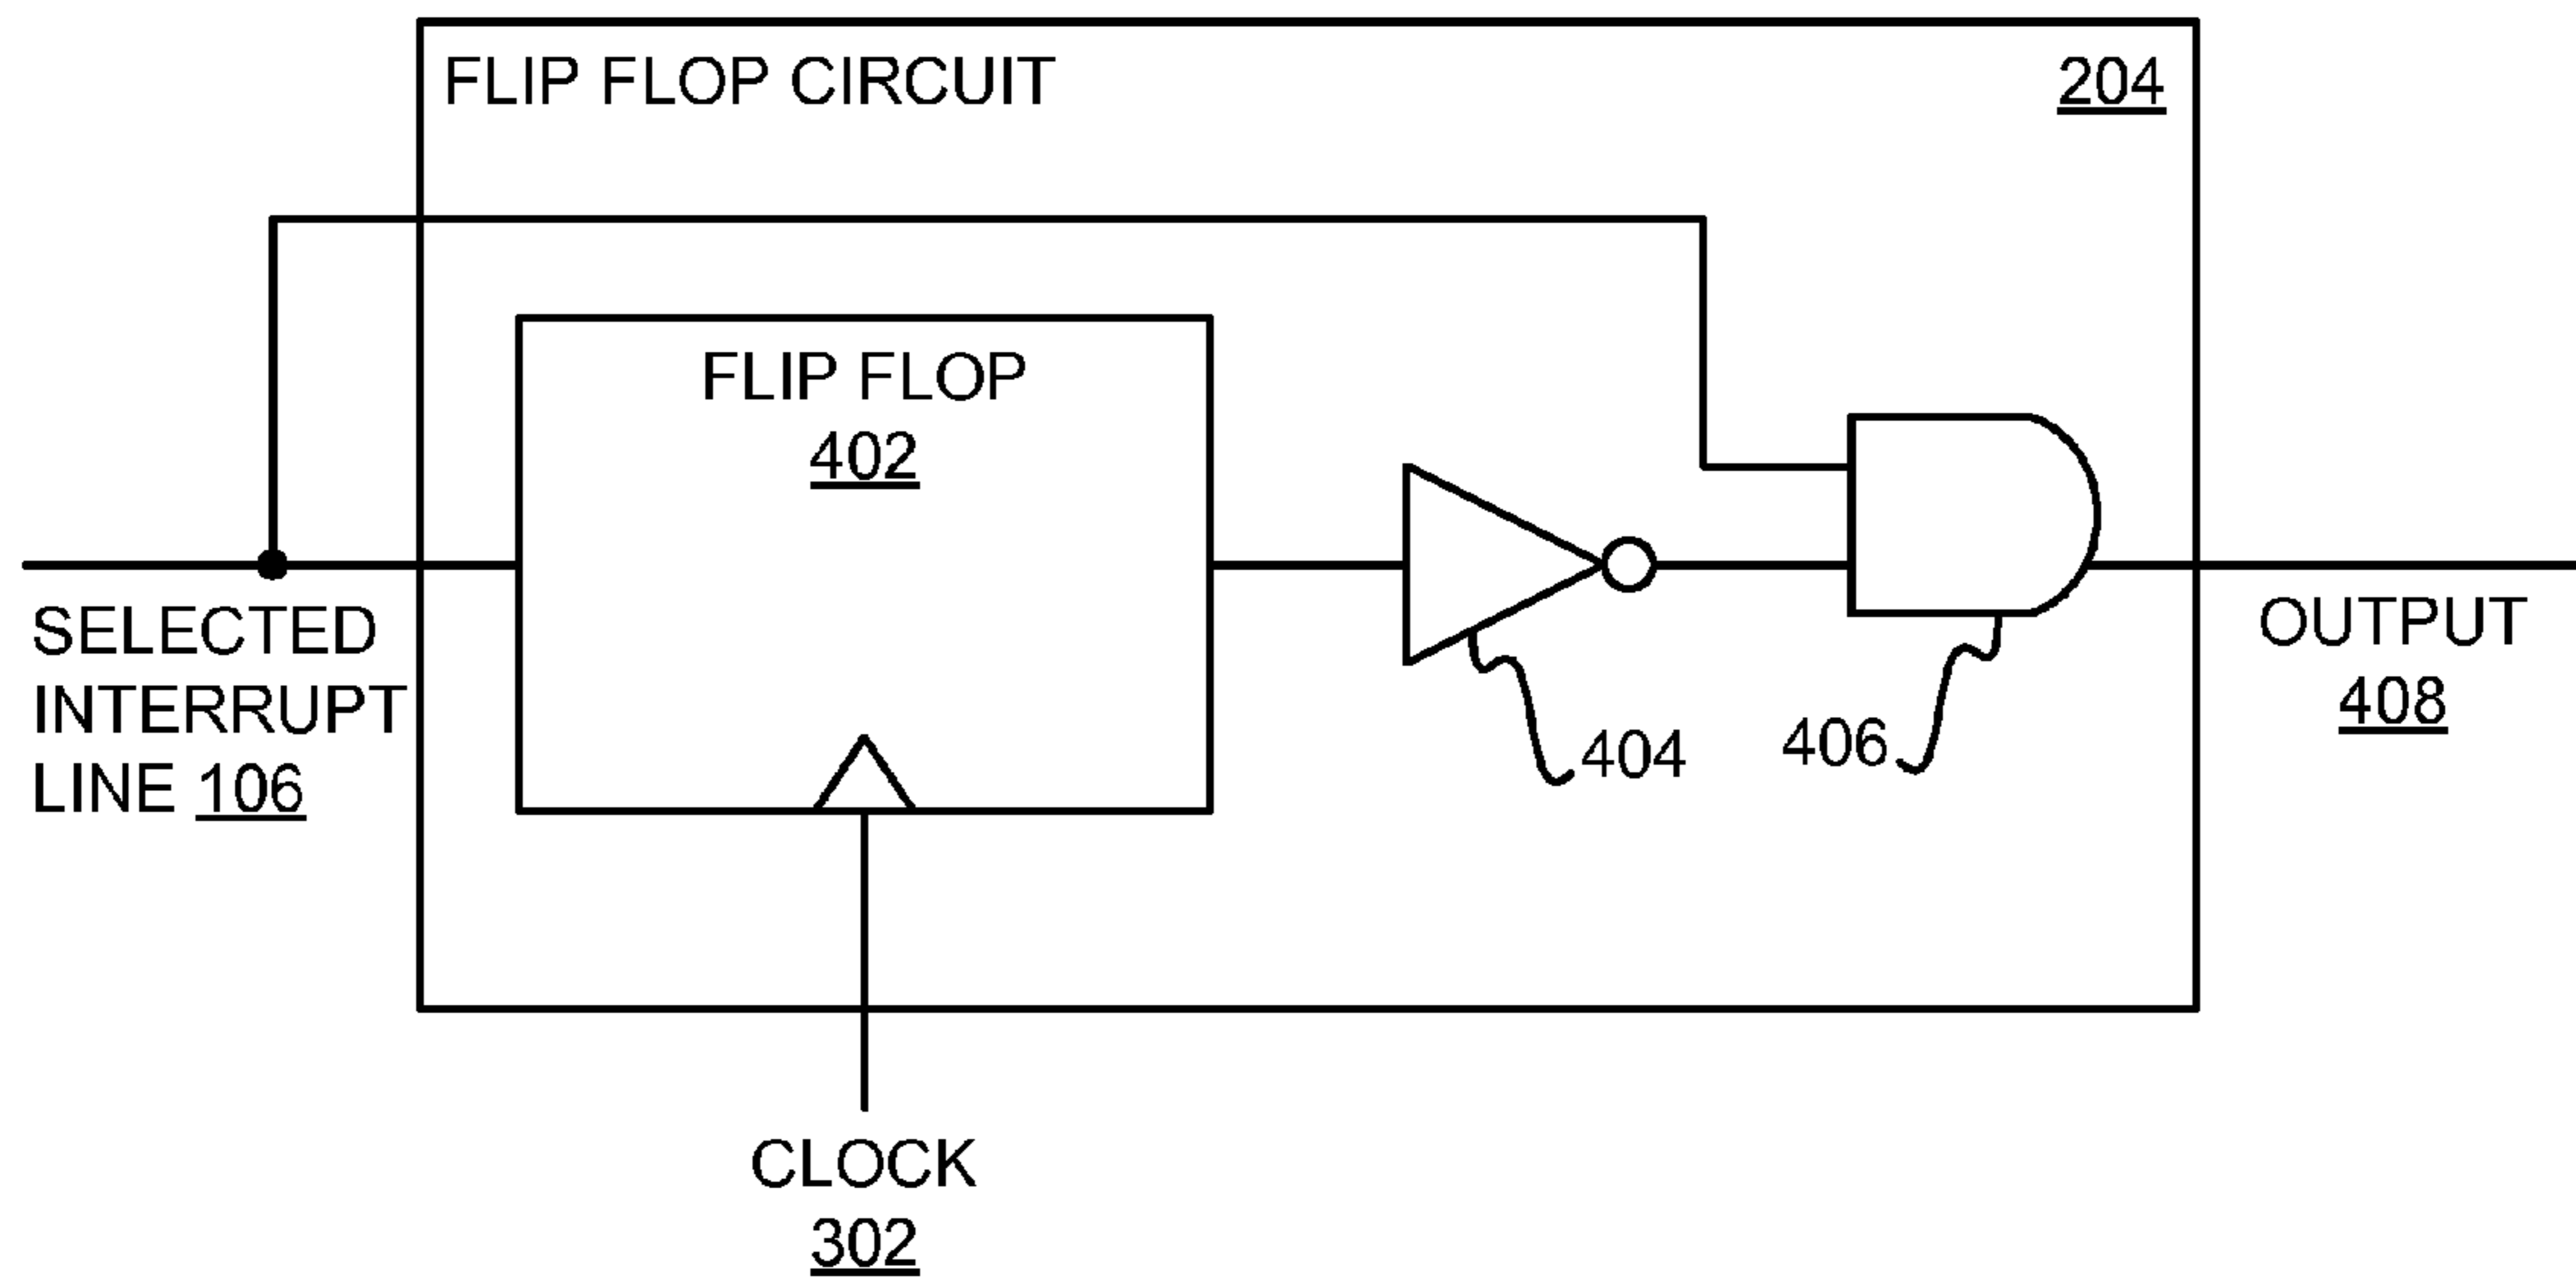 FLIP FLOP CIRCUIT
204
FLIP FLOP
402
SELECTED
INTERRUPT
LINE 106
404
406
OUTPUT
408
CLOCK
302